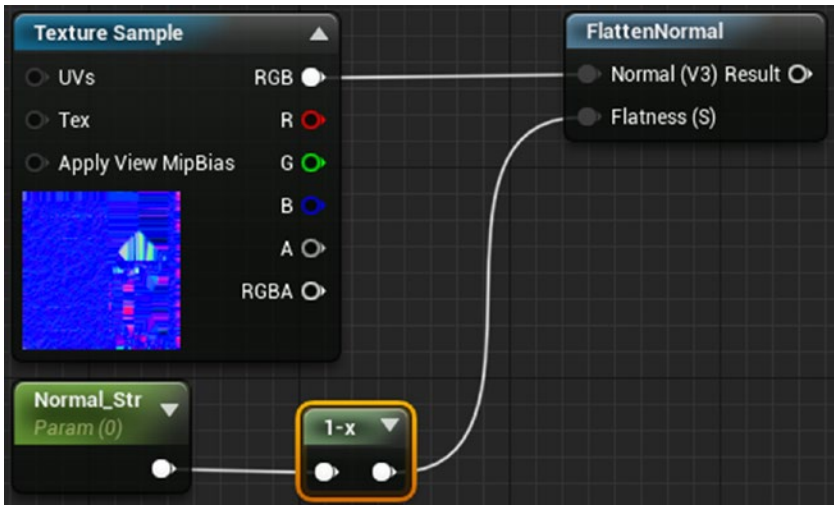 Texture Sample
UVs
RGB
Tex
R
Apply View MipBias
G
B
A
RGBA
FlattenNormal
Normal (V3) Result
Flatness (S)
Normal_Str
Param (0)
1-x